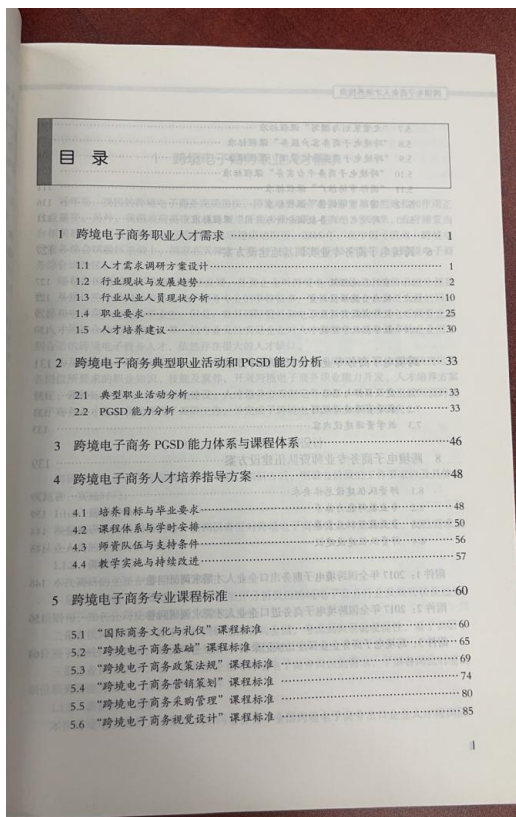 目 录
1 跨境电子商务职业人才需求 …… 1
1.1 人才需求调研方案设计 …… 1
1.2 行业现状与发展趋势 …… 2
1.3 行业从业人员现状分析 …… 10
1.4 职业要求 …… 25
1.5 人才培养建议 …… 30
2 跨境电子商务典型职业活动和 PGSD 能力分析 …… 33
2.1 典型职业活动分析 …… 33
2.2 PGSD 能力分析 …… 33
3 跨境电子商务 PGSD 能力体系与课程体系 …… 46
4 跨境电子商务人才培养指导方案 …… 48
4.1 培养目标与毕业要求 …… 48
4.2 课程体系与学时安排 …… 50
4.3 师资队伍与支持条件 …… 56
4.4 教学实施与持续改进 …… 57
5 跨境电子商务专业课程标准 …… 60
5.1 “国际商务文化与礼仪”课程标准 …… 60
5.2 “跨境电子商务基础”课程标准 …… 65
5.3 “跨境电子商务政策法规”课程标准 …… 69
5.4 “跨境电子商务营销策划”课程标准 …… 74
5.5 “跨境电子商务采购管理”课程标准 …… 80
5.6 “跨境电子商务视觉设计”课程标准 …… 85